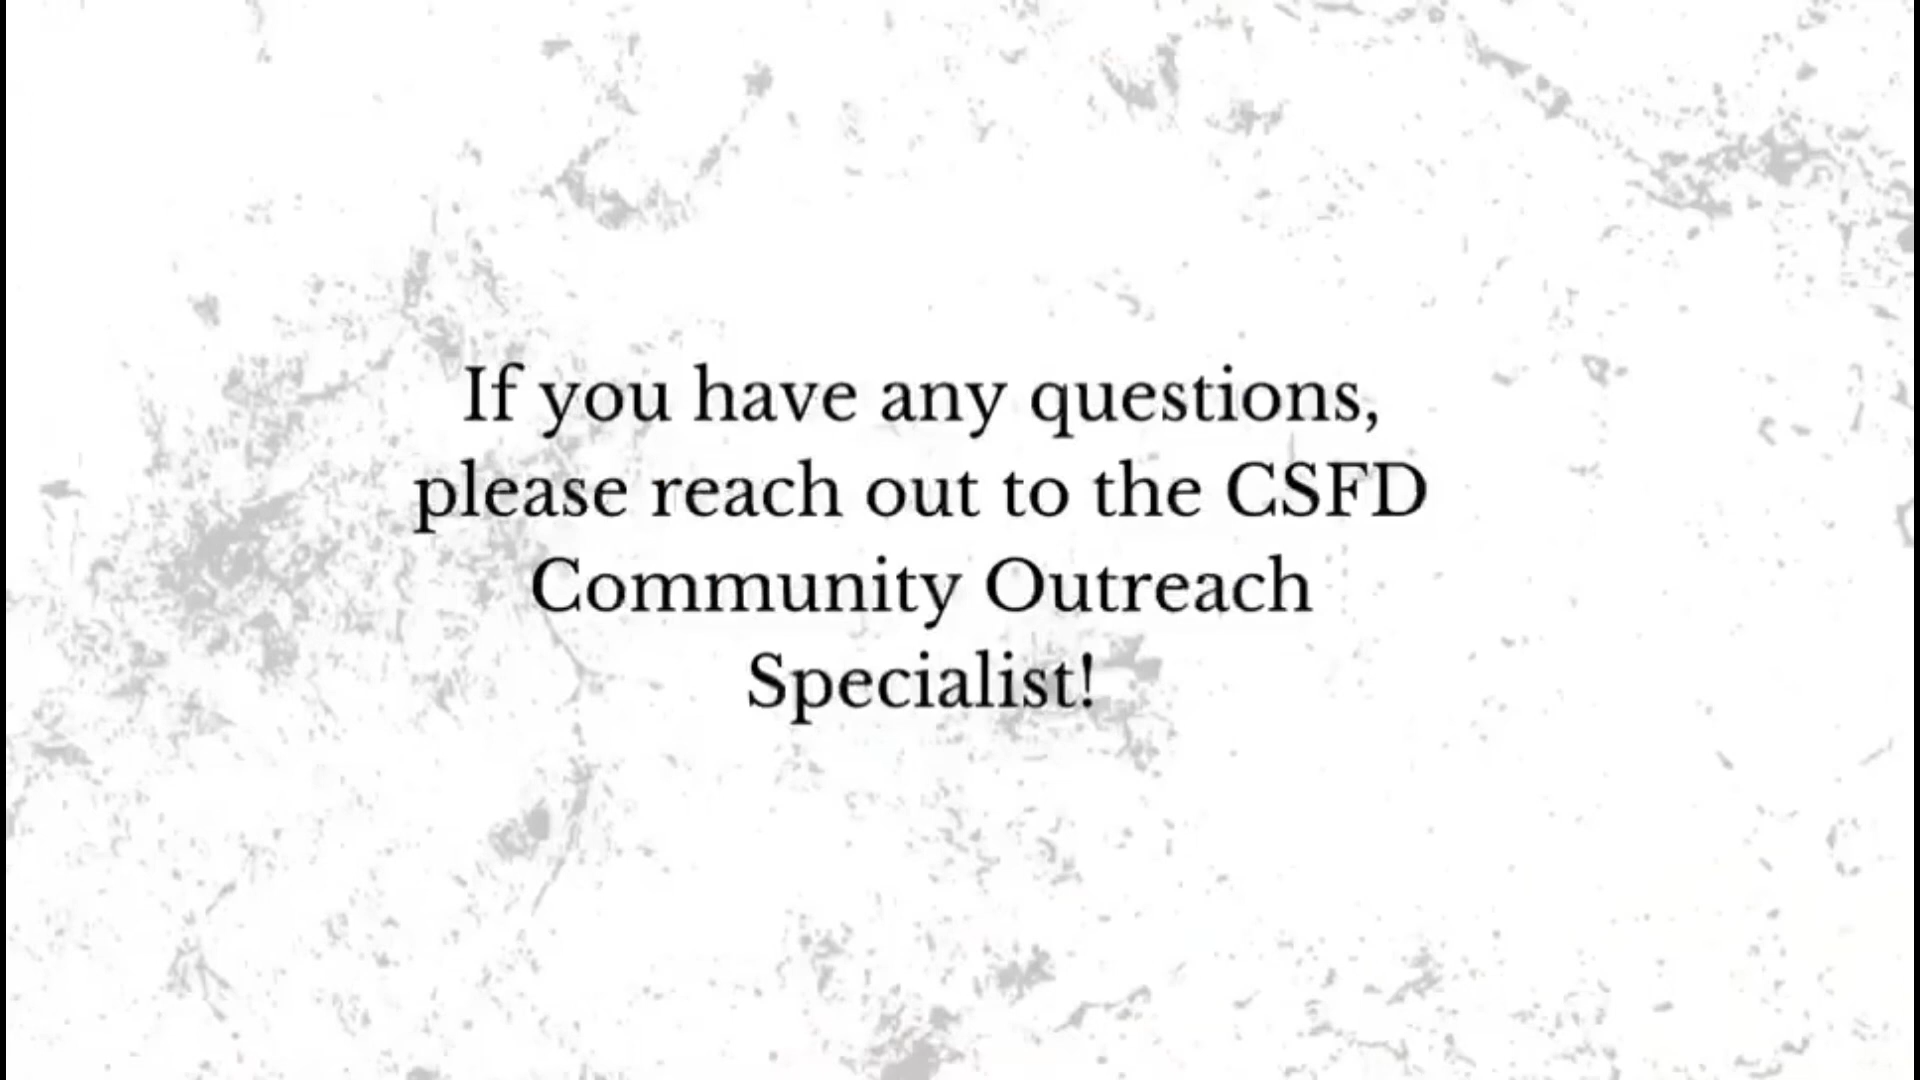 If you have any questions,
please reach out to the CSFD
Community Outreach
Specialist!